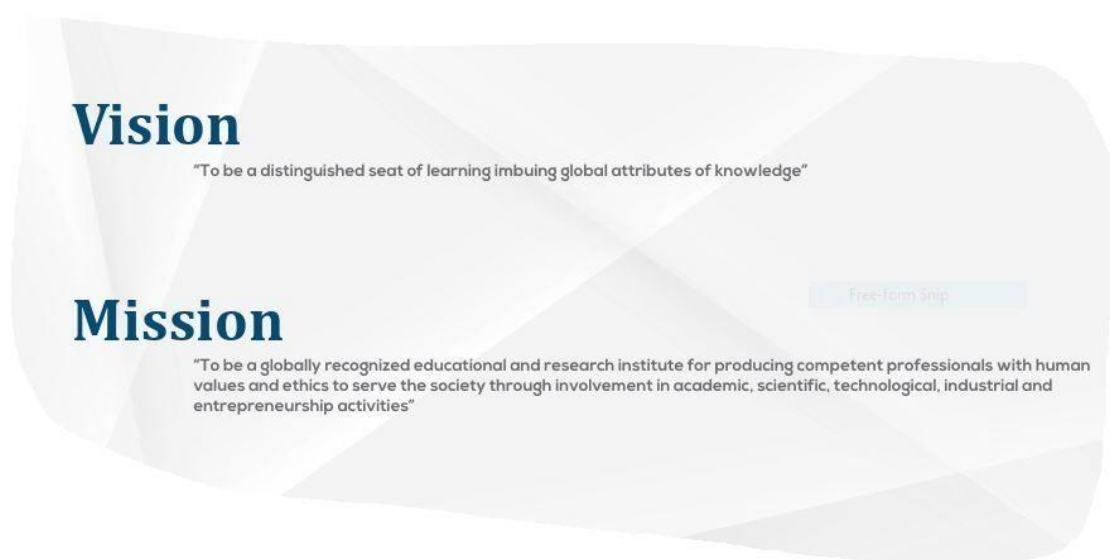 Vision
“To be a distinguished seat of learning imbuing global attributes of knowledge”
Free-form Snip
Mission
“To be a globally recognized educational and research institute for producing competent professionals with human
values and ethics to serve the society through involvement in academic, scientific, technological, industrial and
entrepreneurship activities”